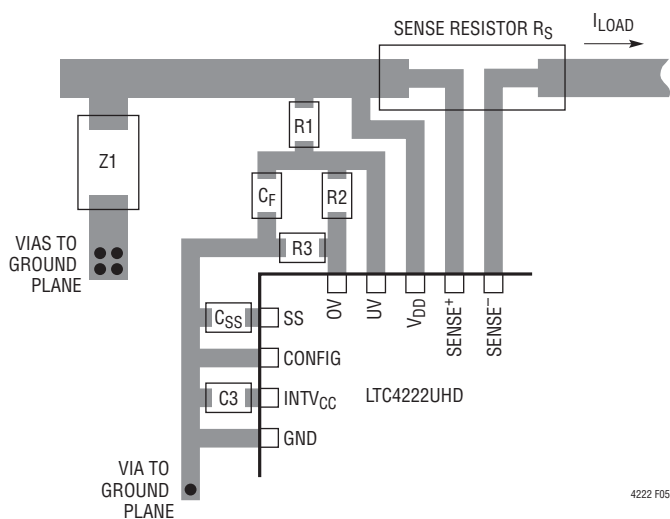 SENSE RESISTOR RS
ILOAD
R1
Z1
CF
R2
R3
VIAS TO
GROUND
PLANE
OV
UV
VDD
SENSE+
SENSE−
CSS
SS
CONFIG
C3
INTVCC
LTC4222UHD
GND
VIA TO
GROUND
PLANE
4222 F05